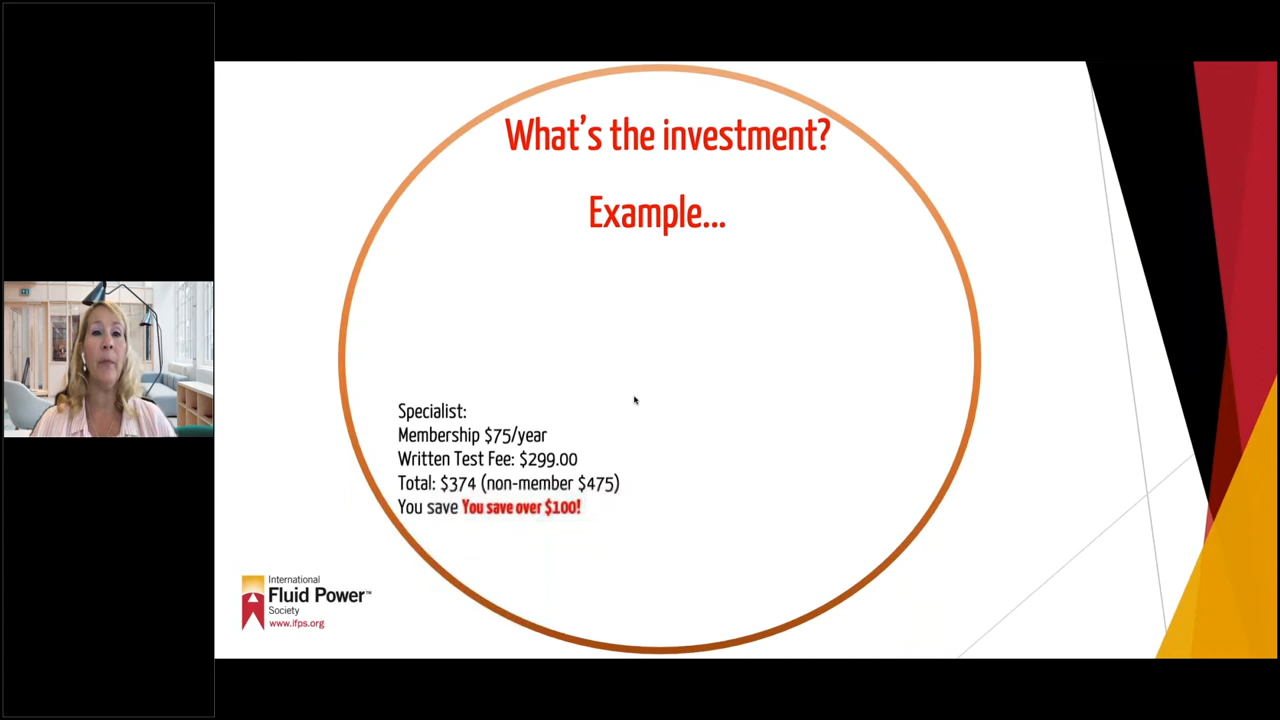 What's the investment?
Example...
Specialist:
Membership $75/year
Written Test Fee: $299.00
Total: $374 (non-member $475)
You save You save over $100!
International
Fluid Power™
Society
www.ifps.org